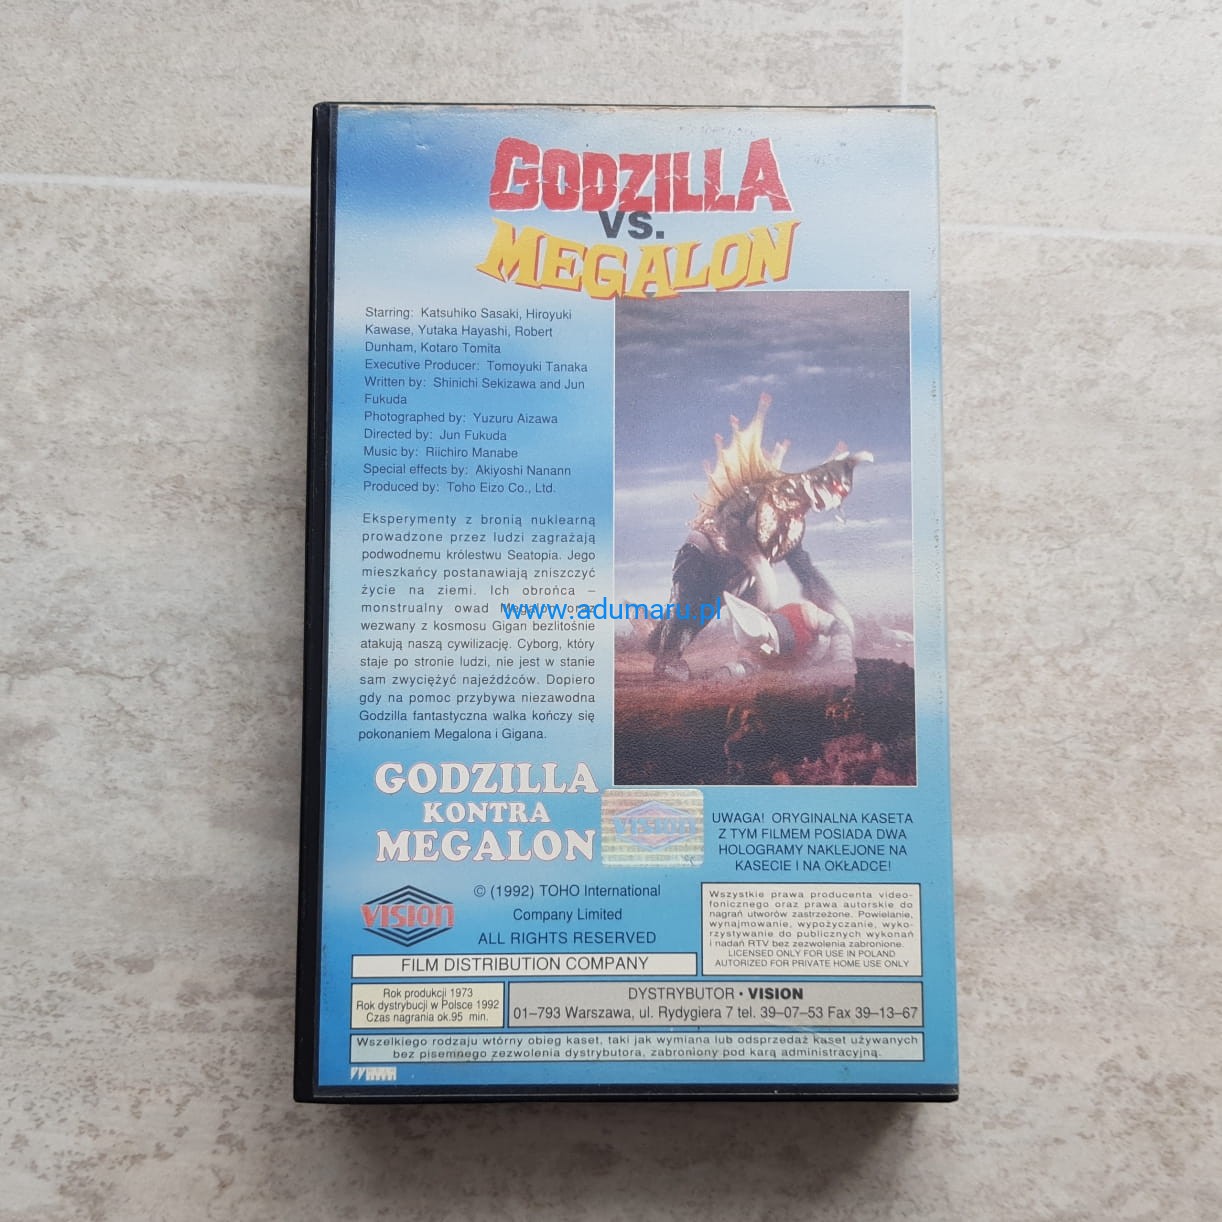 GODZILLA
VS.
MEGALON
Starring: Katsuhiko Sasaki, Hiroyuki
Kawase, Yutaka Hayashi, Robert
Dunham, Kotaro Tomita
Executive Producer: Tomoyuki Tanaka
Written by: Shinichi Sekizawa and Jun
Fukuda
Photographed by: Yuzuru Aizawa
Directed by: Jun Fukuda
Music by: Riichiro Manabe
Special effects by: Akiyoshi Nanann
Produced by: Toho Eizo Co., Ltd.
Eksperymenty z bronią nuklearną
prowadzone przez ludzi zagrażają
podwodnemu królestwu Seatopia. Jego
mieszkańcy postanawiają zniszczyć
życie na ziemi. Ich obrońca –
monstrualny owad Megalon oraz
www.adumaru.pl
wezwany z kosmosu Gigan bezlitośnie
atakują naszą cywilizację. Cyborg, który
staje po stronie ludzi, nie jest w stanie
sam zwyciężyć najeźdźców. Dopiero
gdy na pomoc przybywa niezawodna
Godzilla fantastyczna walka kończy się
pokonaniem Megalona i Gigana.
GODZILLA
KONTRA
MEGALON
VISION
UWAGA! ORYGINALNA KASETA
Z TYM FILMEM POSIADA DWA
HOLOGRAMY NAKLEJONE NA
KASECIE I NA OKŁADCE!
VISION
© (1992) TOHO International
Company Limited
ALL RIGHTS RESERVED
FILM DISTRIBUTION COMPANY
Wszystkie prawa producenta video-
fonicznego oraz prawa autorskie do
nagrań utworów zastrzeżone. Powielanie,
wynajmowanie, wypożyczanie, wyko-
rzystywanie do publicznych wykonań
i nadań RTV bez zezwolenia zabronione.
LICENSED ONLY FOR USE IN POLAND
AUTORIZED FOR PRIVATE HOME USE ONLY
Rok produkcji 1973
Rok dystrybucji w Polsce 1992
Czas nagrania ok.95 min.
DYSTRYBUTOR • VISION
01–793 Warszawa, ul. Rydygiera 7 tel. 39–07–53 Fax 39–13–67
Wszelkiego rodzaju wtórny obieg kaset, taki jak wymiana lub odsprzedaż kaset używanych
bez pisemnego zezwolenia dystrybutora, zabroniony pod karą administracyjną.